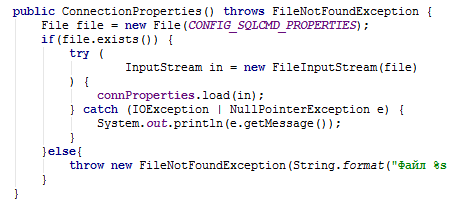 public ConnectionProperties() throws FileNotFoundException {
    File file = new File(CONFIG_SQLCMD_PROPERTIES);
    if(file.exists()) {
        try (
                InputStream in = new FileInputStream(file)
        ) {
            connProperties.load(in);
        } catch (IOException | NullPointerException e) {
            System.out.println(e.getMessage());
        }
    }else{
        throw new FileNotFoundException(String.format("Файл %s
    }
}